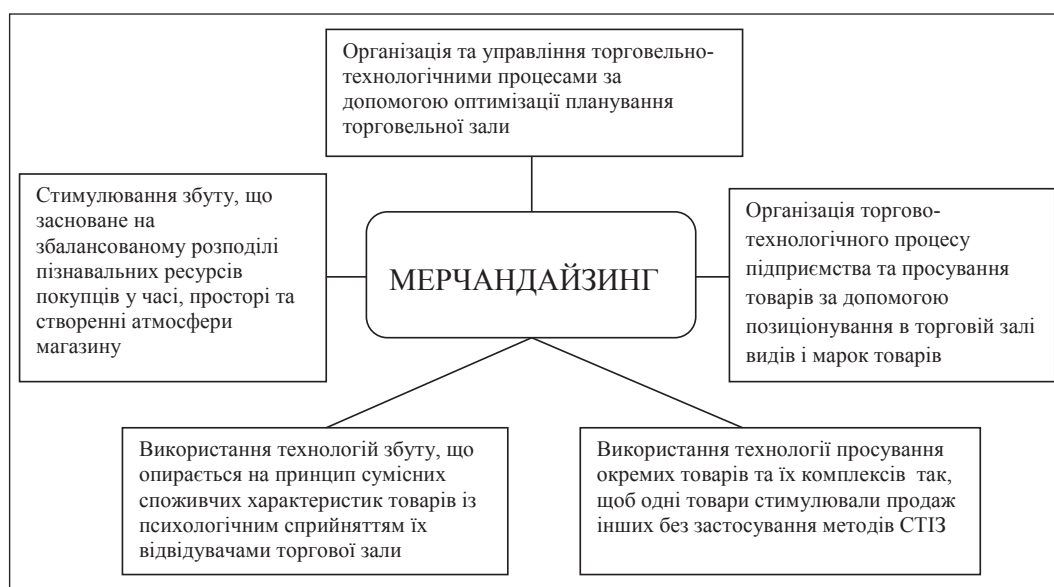 Організація та управління торговельно-
технологічними процесами за
допомогою оптимізації планування
торговельної зали
Стимулювання збуту, що
засноване на
збалансованому розподілі
пізнавальних ресурсів
покупців у часі, просторі та
створенні атмосфери
магазину
МЕРЧАНДАЙЗИНГ
Організація торгово-
технологічного процесу
підприємства та просування
товарів за допомогою
позиціонування в торговій залі
видів і марок товарів
Використання технологій збуту, що
опирається на принцип сумісних
споживчих характеристик товарів із
психологічним сприйняттям їх
відвідувачами торгової зали
Використання технології просування
окремих товарів та їх комплексів так,
щоб одні товари стимулювали продаж
інших без застосування методів СТІЗ